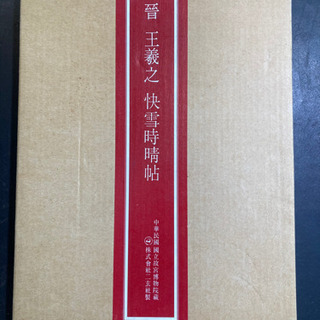 晉 王羲之 快雪時晴帖
中華民國 國立故宮博物院藏
株式會社二玄社製